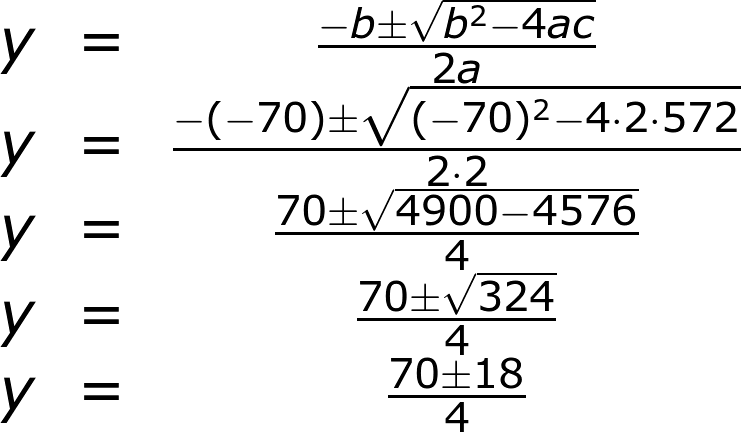 y = (-b±√(b²-4ac))/(2a)
y = (-(-70)±√((-70)²-4·2·572))/(2·2)
y = (70±√(4900-4576))/4
y = (70±√324)/4
y = (70±18)/4